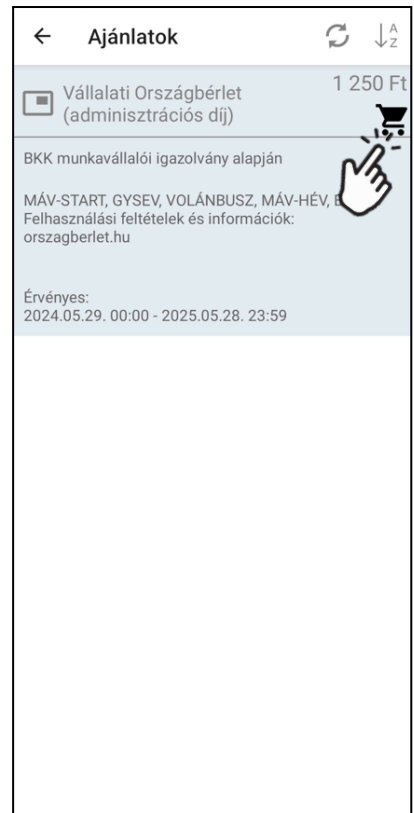 Ajánlatok
A
Z
Vállalati Országbérlet
(adminisztrációs díj)
1 250 Ft
BKK munkavállalói igazolvány alapján
MÁV-START, GYSEV, VOLÁNBUSZ, MÁV-HÉV,
Felhasználási feltételek és információk:
orszagberlet.hu
Érvényes:
2024.05.29. 00:00 - 2025.05.28. 23:59